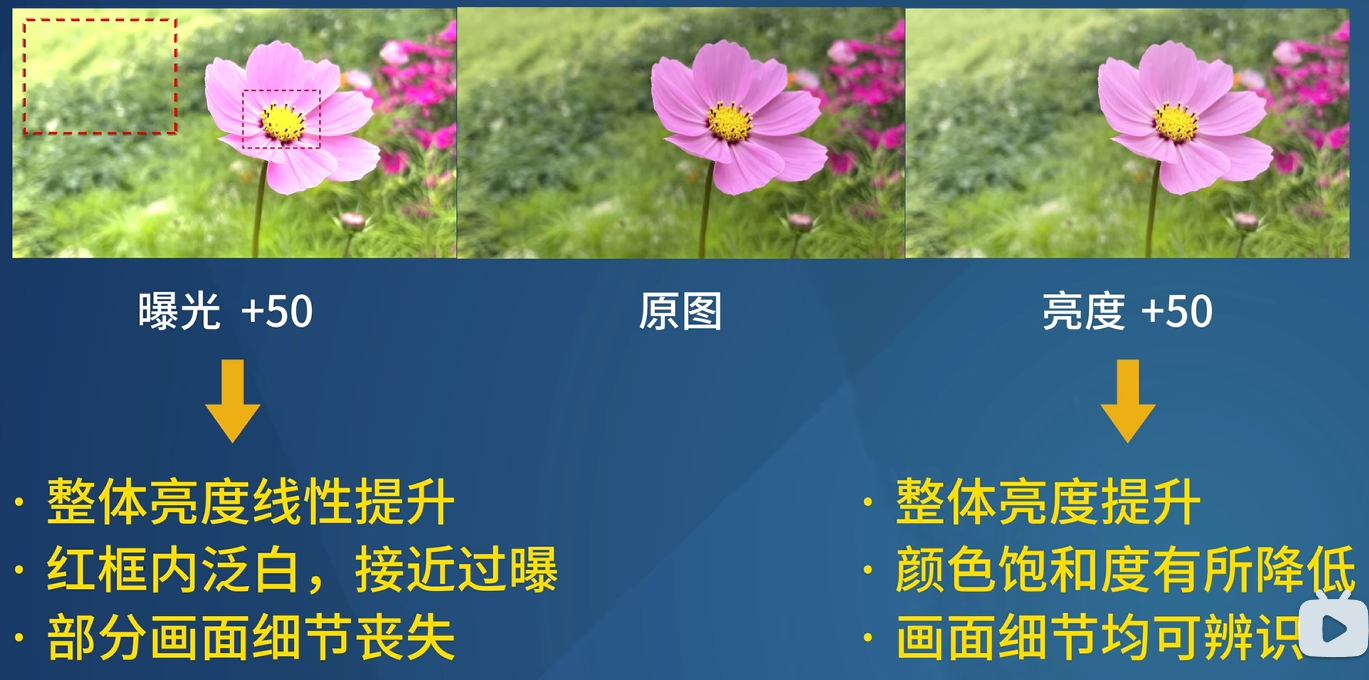 曝光 +50
原图
亮度 +50
· 整体亮度线性提升
· 红框内泛白，接近过曝
· 部分画面细节丧失
· 整体亮度提升
· 颜色饱和度有所降低
· 画面细节均可辨识